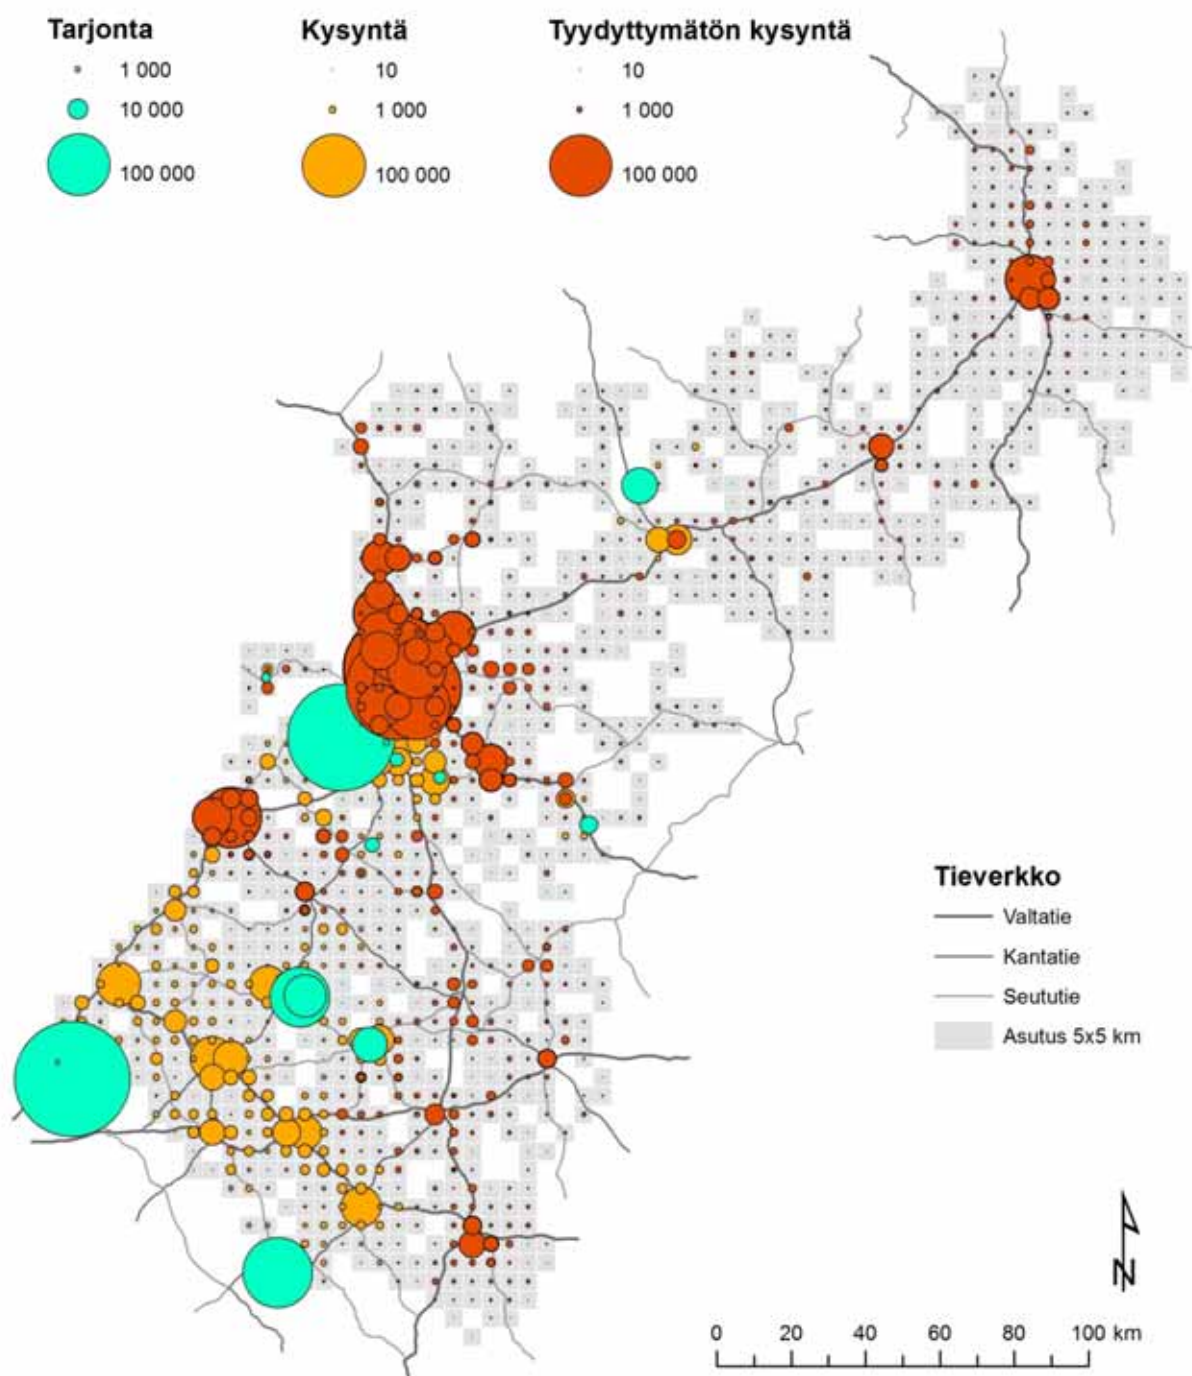 Tarjonta
1 000
10 000
100 000
Kysyntä
10
1 000
100 000
Tyydyttymätön kysyntä
10
1 000
100 000
Tieverkko
Valtatie
Kantatie
Seututie
Asutus 5x5 km
N
0 20 40 60 80 100 km